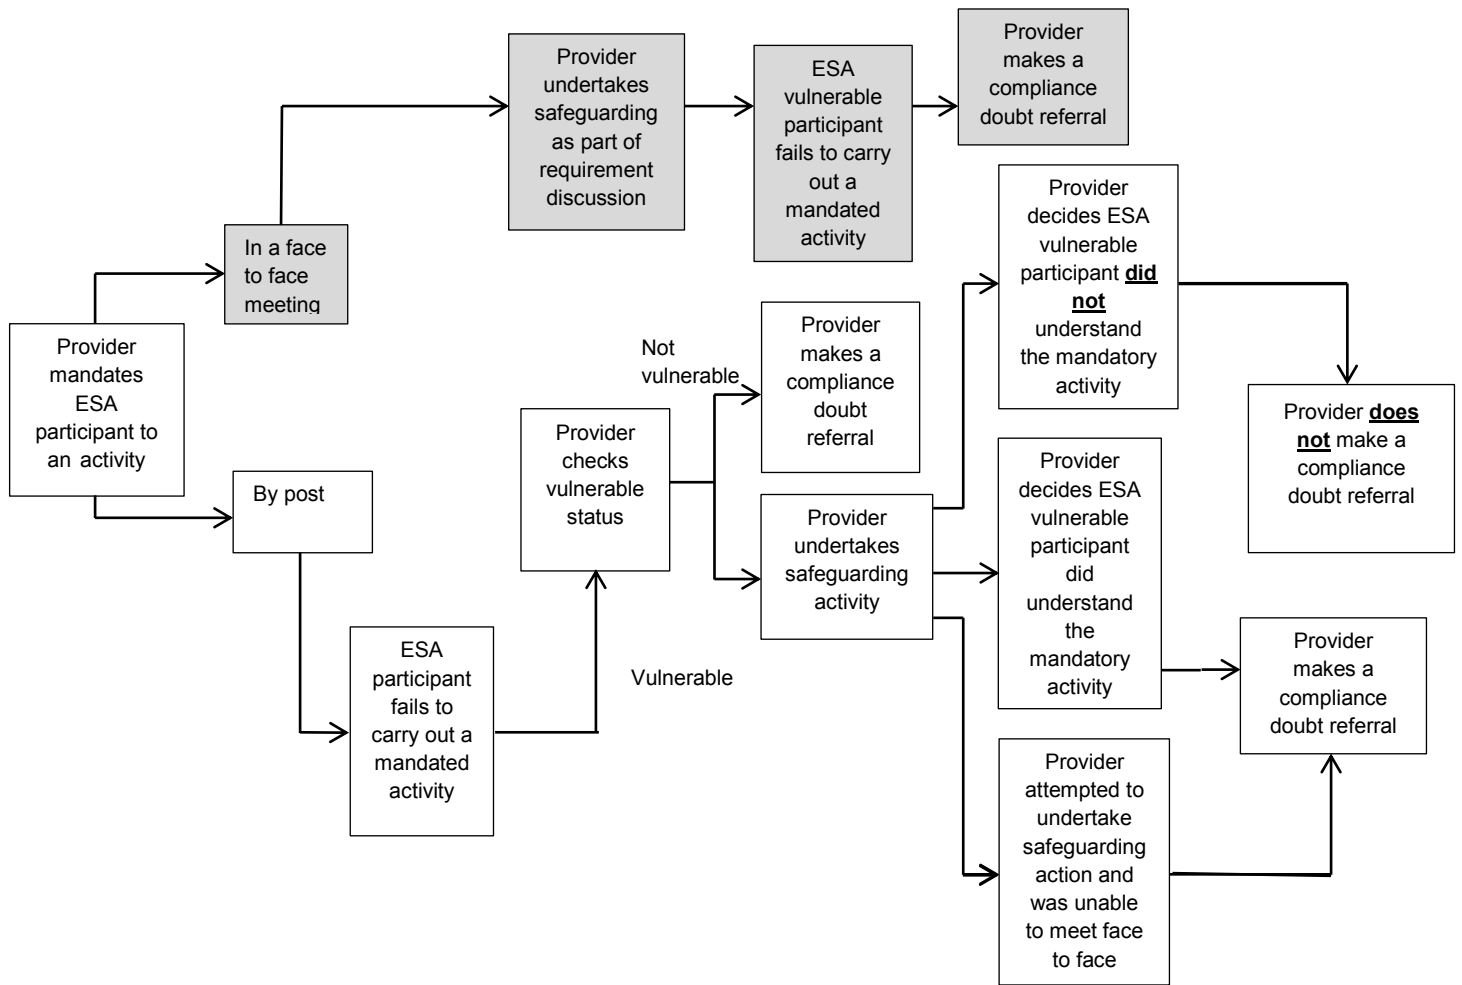 Provider
undertakes
safeguarding
as part of
requirement
discussion
ESA
vulnerable
participant
fails to carry
out a
mandated
activity
Provider
makes a
compliance
doubt referral
In a face
to face
meeting
Provider
mandates
ESA
participant to
an activity
By post
ESA
participant
fails to
carry out a
mandated
activity
Provider
checks
vulnerable
status
Not
vulnerable
Vulnerable
Provider
makes a
compliance
doubt
referral
Provider
undertakes
safeguarding
activity
Provider
decides ESA
vulnerable
participant did
not
understand
the mandatory
activity
Provider does
not make a
compliance
doubt referral
Provider
decides ESA
vulnerable
participant
did
understand
the
mandatory
activity
Provider
makes a
compliance
doubt referral
Provider
attempted to
undertake
safeguarding
action and
was unable
to meet face
to face